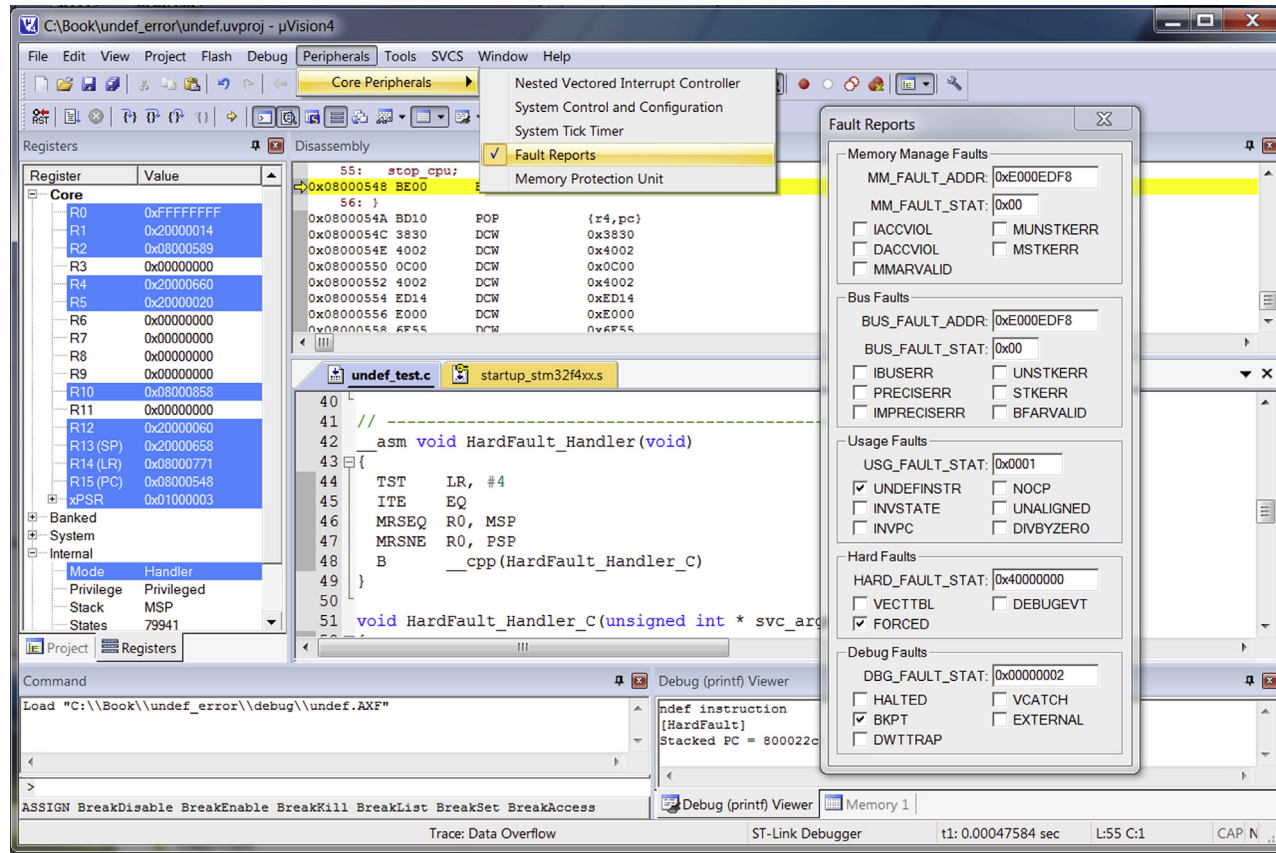 C:\Book\undef_error\undef.uvproj - µVision4
File Edit View Project Flash Debug Peripherals Tools SVCS Window Help
Core Peripherals
Nested Vectored Interrupt Controller
System Control and Configuration
System Tick Timer
Fault Reports
Memory Protection Unit
RST
Registers
Register Value
Core
R0 0xFFFFFFFF
R1 0x20000014
R2 0x08000589
R3 0x00000000
R4 0x20000660
R5 0x20000020
R6 0x00000000
R7 0x00000000
R8 0x00000000
R9 0x00000000
R10 0x08000858
R11 0x00000000
R12 0x20000060
R13 (SP) 0x20000658
R14 (LR) 0x08000771
R15 (PC) 0x08000548
xPSR 0x01000003
Banked
System
Internal
Mode Handler
Privilege Privileged
Stack MSP
States 79941
Project Registers
Disassembly
55: stop_cpu;
0x08000548 BE00
56: }
0x0800054A BD10 POP {r4,pc}
0x0800054C 3830 DCW 0x3830
0x0800054E 4002 DCW 0x4002
0x08000550 0C00 DCW 0x0C00
0x08000552 4002 DCW 0x4002
0x08000554 ED14 DCW 0xED14
0x08000556 E000 DCW 0xE000
0x08000558 6F55 DCW 0x6F55
undef_test.c startup_stm32f4xx.s
40
41 // ------------------------------------------
42 __asm void HardFault_Handler(void)
43 {
44 TST LR, #4
45 ITE EQ
46 MRSEQ R0, MSP
47 MRSNE R0, PSP
48 B __cpp(HardFault_Handler_C)
49 }
50
51 void HardFault_Handler_C(unsigned int * svc_arg
Fault Reports
Memory Manage Faults
MM_FAULT_ADDR: 0xE000EDF8
MM_FAULT_STAT: 0x00
IACCVIOL MUNSTKERR
DACCVIOL MSTKERR
MMARVALID
Bus Faults
BUS_FAULT_ADDR: 0xE000EDF8
BUS_FAULT_STAT: 0x00
IBUSERR UNSTKERR
PRECISERR STKERR
IMPRECISERR BFARVALID
Usage Faults
USG_FAULT_STAT: 0x0001
UNDEFINSTR NOCP
INVSTATE UNALIGNED
INVPC DIVBYZERO
Hard Faults
HARD_FAULT_STAT: 0x40000000
VECTTBL DEBUGEVT
FORCED
Debug Faults
DBG_FAULT_STAT: 0x00000002
HALTED VCATCH
BKPT EXTERNAL
DWTTRAP
Command
Load "C:\\Book\\undef_error\\debug\\undef.AXF"
>
ASSIGN BreakDisable BreakEnable BreakKill BreakList BreakSet BreakAccess
Debug (printf) Viewer
ndef instruction
[HardFault]
Stacked PC = 800022c
Debug (printf) Viewer Memory 1
Trace: Data Overflow ST-Link Debugger t1: 0.00047584 sec L:55 C:1 CAP N